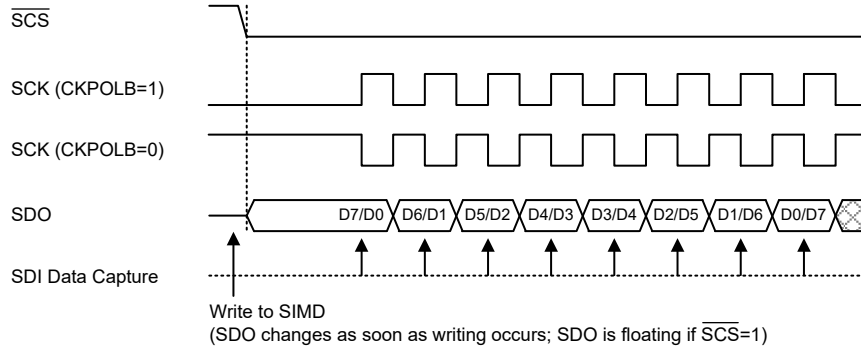 SCS
SCK (CKPOLB=1)
SCK (CKPOLB=0)
SDO D7/D0 D6/D1 D5/D2 D4/D3 D3/D4 D2/D5 D1/D6 D0/D7
SDI Data Capture
Write to SIMD
(SDO changes as soon as writing occurs; SDO is floating if SCS=1)